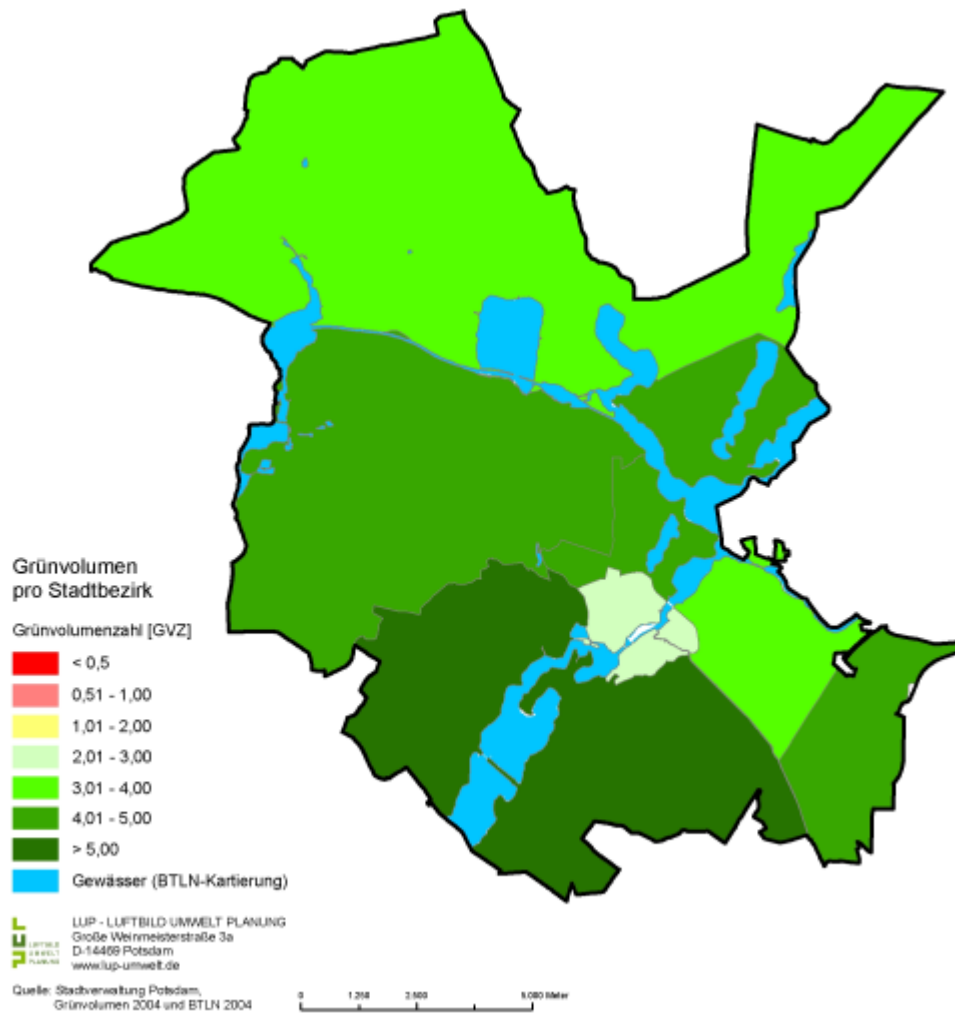 Grünvolumen
pro Stadtbezirk
Grünvolumenzahl [GVZ]
< 0,5
0,51 - 1,00
1,01 - 2,00
2,01 - 3,00
3,01 - 4,00
4,01 - 5,00
> 5,00
Gewässer (BTLN-Kartierung)
LUFTBILD
UMWELT
PLANUNG
LUP - LUFTBILD UMWELT PLANUNG
Große Weinmeisterstraße 3a
D-14469 Potsdam
www.lup-umwelt.de
Quelle: Stadtverwaltung Potsdam,
Grünvolumen 2004 und BTLN 2004
0 1.250 2.500 5.000 Meter